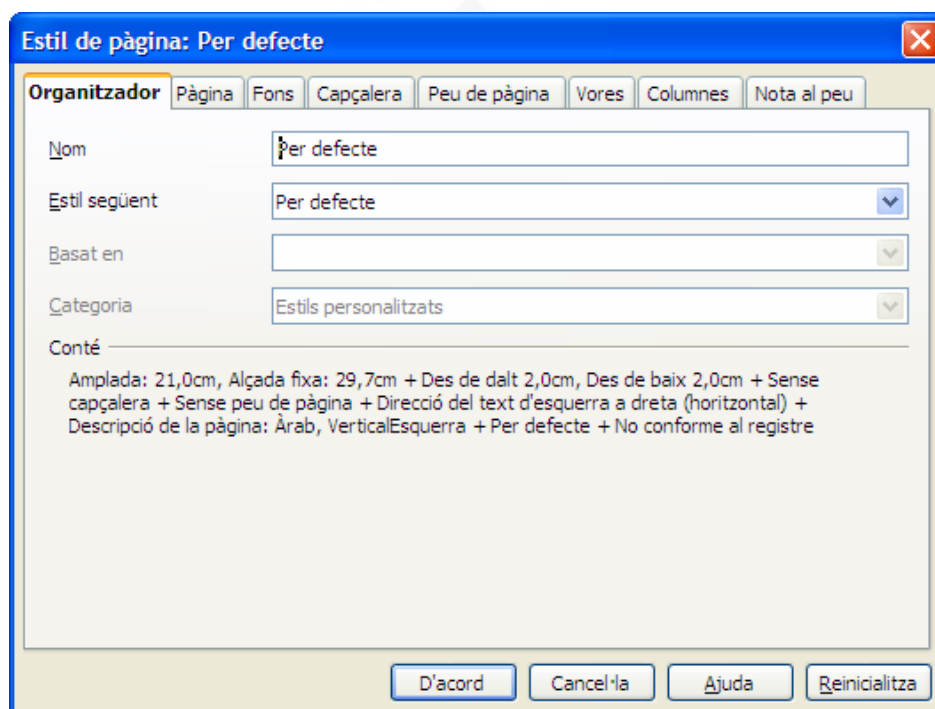 Estil de pàgina: Per defecte
Organitzador Pàgina Fons Capçalera Peu de pàgina Vores Columnes Nota al peu
Nom Per defecte
Estil següent Per defecte
Basat en
Categoria Estils personalitzats
Conté
Amplada: 21,0cm, Alçada fixa: 29,7cm + Des de dalt 2,0cm, Des de baix 2,0cm + Sense
capçalera + Sense peu de pàgina + Direcció del text d'esquerra a dreta (horitzontal) +
Descripció de la pàgina: Àrab, VerticalEsquerra + Per defecte + No conforme al registre
D'acord Cancel·la Ajuda Reinicialitza